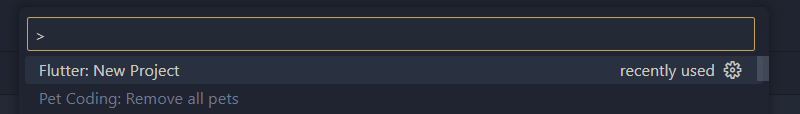 >
Flutter: New Project recently used
Pet Coding: Remove all pets